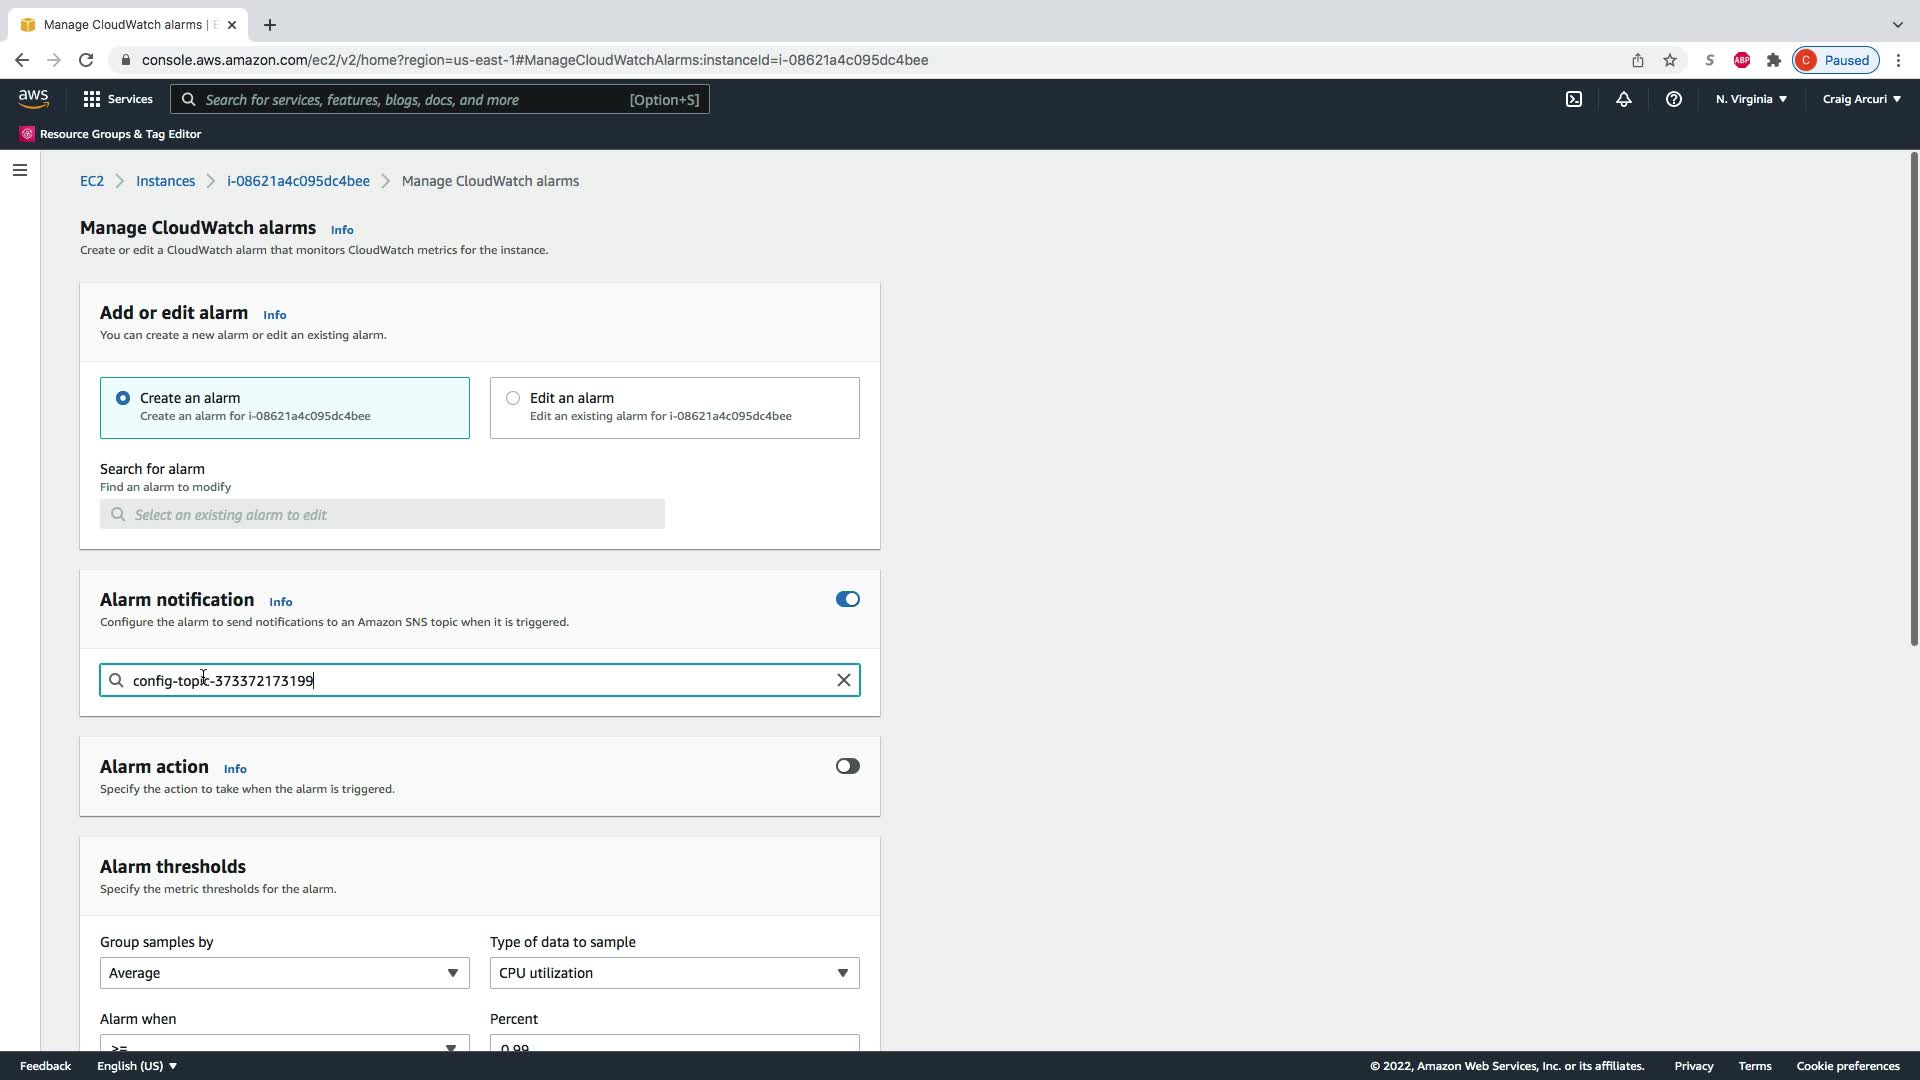 Manage CloudWatch alarms | E
console.aws.amazon.com/ec2/v2/home?region=us-east-1#ManageCloudWatchAlarms:instanceId=i-08621a4c095dc4bee
S
ABP
C Paused
aws
Services
Search for services, features, blogs, docs, and more [Option+S]
N. Virginia
Craig Arcuri
Resource Groups & Tag Editor
EC2 Instances i-08621a4c095dc4bee Manage CloudWatch alarms
Manage CloudWatch alarms Info
Create or edit a CloudWatch alarm that monitors CloudWatch metrics for the instance.
Add or edit alarm Info
You can create a new alarm or edit an existing alarm.
Create an alarm
Create an alarm for i-08621a4c095dc4bee
Edit an alarm
Edit an existing alarm for i-08621a4c095dc4bee
Search for alarm
Find an alarm to modify
Select an existing alarm to edit
Alarm notification Info
Configure the alarm to send notifications to an Amazon SNS topic when it is triggered.
config-topic-373372173199
Alarm action Info
Specify the action to take when the alarm is triggered.
Alarm thresholds
Specify the metric thresholds for the alarm.
Group samples by
Average
Type of data to sample
CPU utilization
Alarm when
>=
Percent
0.99
Feedback English (US)
© 2022, Amazon Web Services, Inc. or its affiliates. Privacy Terms Cookie preferences